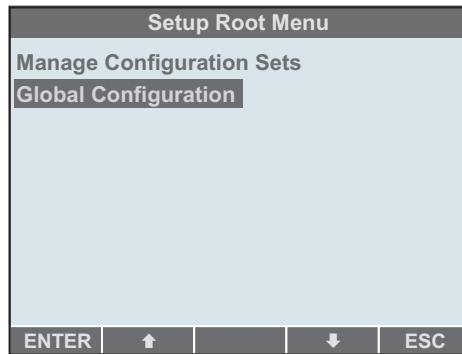 Setup Root Menu
Manage Configuration Sets
Global Configuration
ENTER ⬆ ⬇ ESC